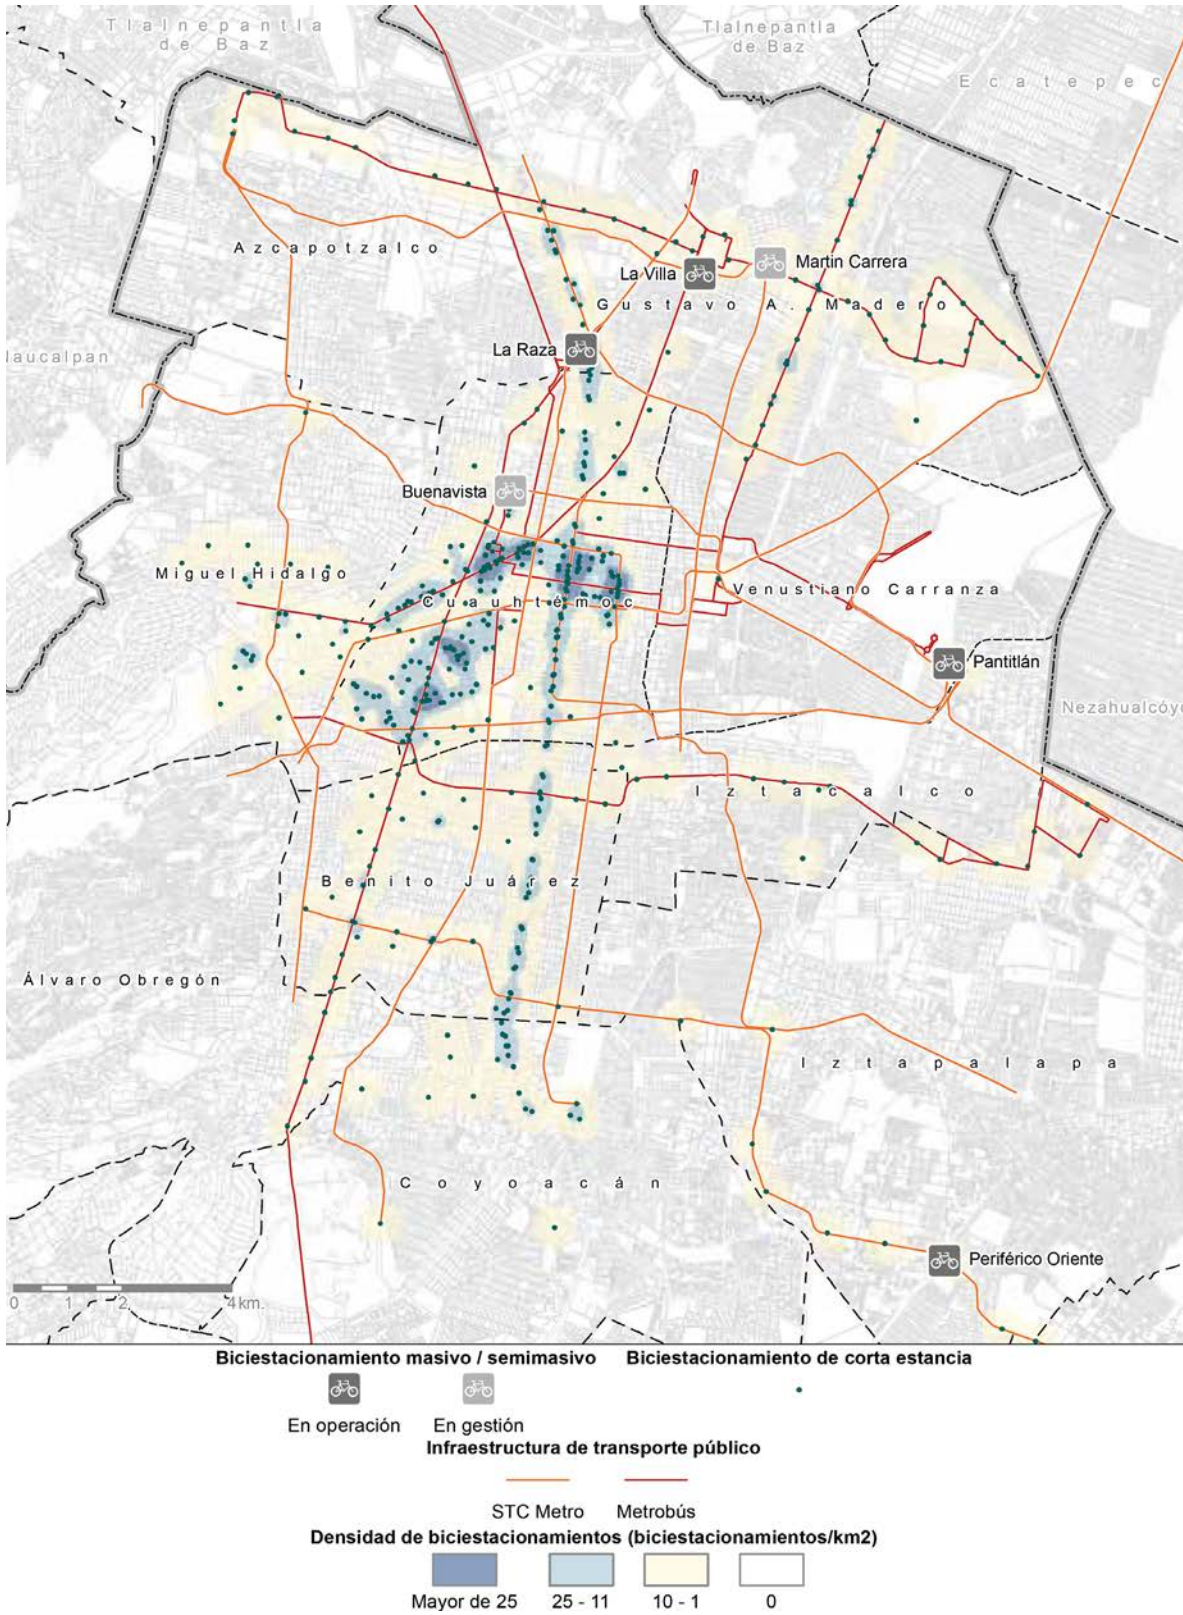 Tlalnepantla
de Baz
Tlalnepantla
de Baz
Ecatepec
Azcapotzalco
La Villa
Martin Carrera
Gustavo A. Madero
Naucalpan
La Raza
Buenavista
Miguel Hidalgo
Cuauhtémoc
Venustiano Carranza
Pantitlán
Nezahualcóyo
Iztacalco
Benito Juárez
Álvaro Obregón
Iztapalapa
Coyoacán
Periférico Oriente
0 1 2 4 km.
Biciestacionamiento masivo / semimasivo Biciestacionamiento de corta estancia
En operación En gestión
Infraestructura de transporte público
STC Metro Metrobús
Densidad de biciestacionamientos (biciestacionamientos/km2)
Mayor de 25 25 - 11 10 - 1 0